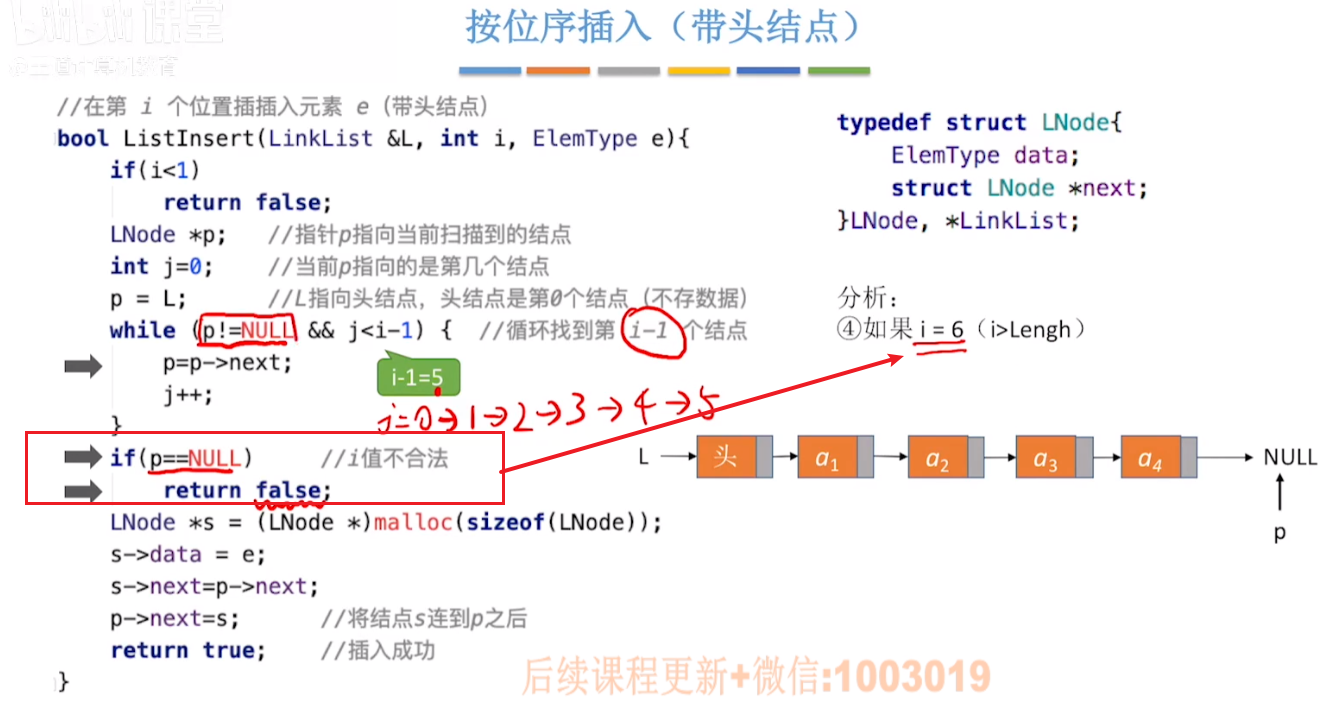 按位序插入（带头结点）
//在第 i 个位置插插入元素 e（带头结点）
bool ListInsert(LinkList &L, int i, ElemType e){
if(i<1)
return false;
LNode *p; //指针p指向当前扫描到的结点
int j=0; //当前p指向的是第几个结点
p = L; //L指向头结点，头结点是第0个结点（不存数据）
while (p!=NULL && j<i-1) { //循环找到第 i-1 个结点
p=p->next;
j++;
}
i-1=5
j=0→1→2→3→4→5
if(p==NULL) //i值不合法
return false;
LNode *s = (LNode *)malloc(sizeof(LNode));
s->data = e;
s->next=p->next;
p->next=s; //将结点s连到p之后
return true; //插入成功
}
typedef struct LNode{
ElemType data;
struct LNode *next;
}LNode, *LinkList;
分析：
④如果 i = 6（i>Lengh）
L 头 a1 a2 a3 a4 NULL
p
后续课程更新+微信:1003019